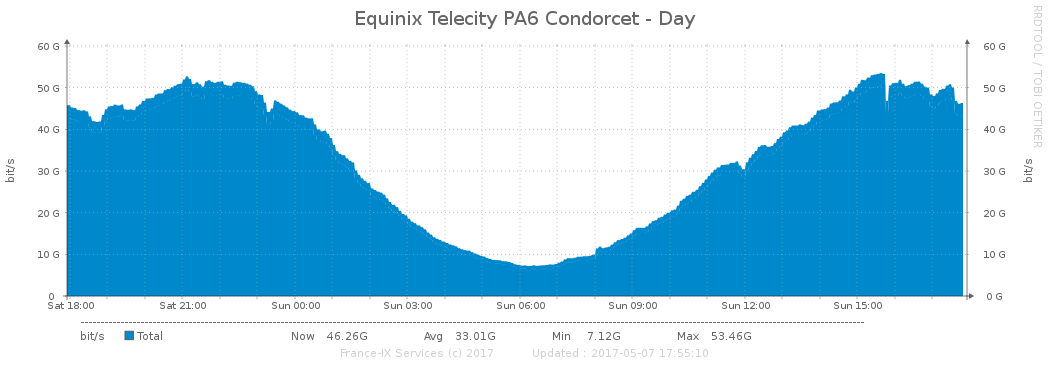 Equinix Telecity PA6 Condorcet - Day
RRDTOOL / TOBI OETIKER
60 G 60 G
50 G 50 G
40 G 40 G
30 G 30 G
20 G 20 G
10 G 10 G
0 0 G
bit/s bit/s
Sat 18:00 Sat 21:00 Sun 00:00 Sun 03:00 Sun 06:00 Sun 09:00 Sun 12:00 Sun 15:00
bit/s Total Now 46.26G Avg 33.01G Min 7.12G Max 53.46G
France-IX Services (c) 2017 Updated : 2017-05-07 17:55:10